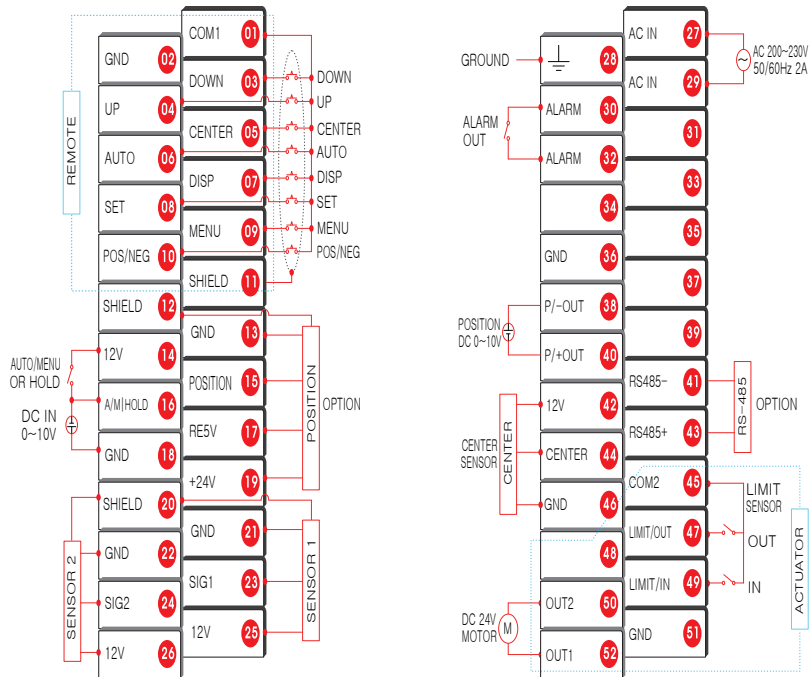 COM1 01
GND 02
DOWN 03
UP 04
CENTER 05
AUTO 06
DISP 07
SET 08
MENU 09
POS/NEG 10
SHIELD 11
SHIELD 12
GND 13
12V 14
POSITION 15
A/M|HOLD 16
RE5V 17
GND 18
+24V 19
SHIELD 20
GND 21
GND 22
SIG1 23
SIG2 24
12V 25
12V 26
REMOTE
DOWN
UP
CENTER
AUTO
DISP
SET
MENU
POS/NEG
AUTO/MENU
OR HOLD
DC IN
0~10V
POSITION
OPTION
SENSOR 2
SENSOR 1
AC IN 27
28
AC IN 29
ALARM 30
31
ALARM 32
33
34
35
GND 36
37
P/-OUT 38
39
P/+OUT 40
RS485- 41
12V 42
RS485+ 43
CENTER 44
COM2 45
GND 46
LIMIT/OUT 47
48
LIMIT/IN 49
OUT2 50
GND 51
OUT1 52
GROUND
AC 200~230V
50/60Hz 2A
ALARM
OUT
POSITION
DC 0~10V
CENTER
SENSOR
CENTER
RS-485
OPTION
LIMIT
SENSOR
OUT
IN
ACTUATOR
DC 24V
MOTOR
M